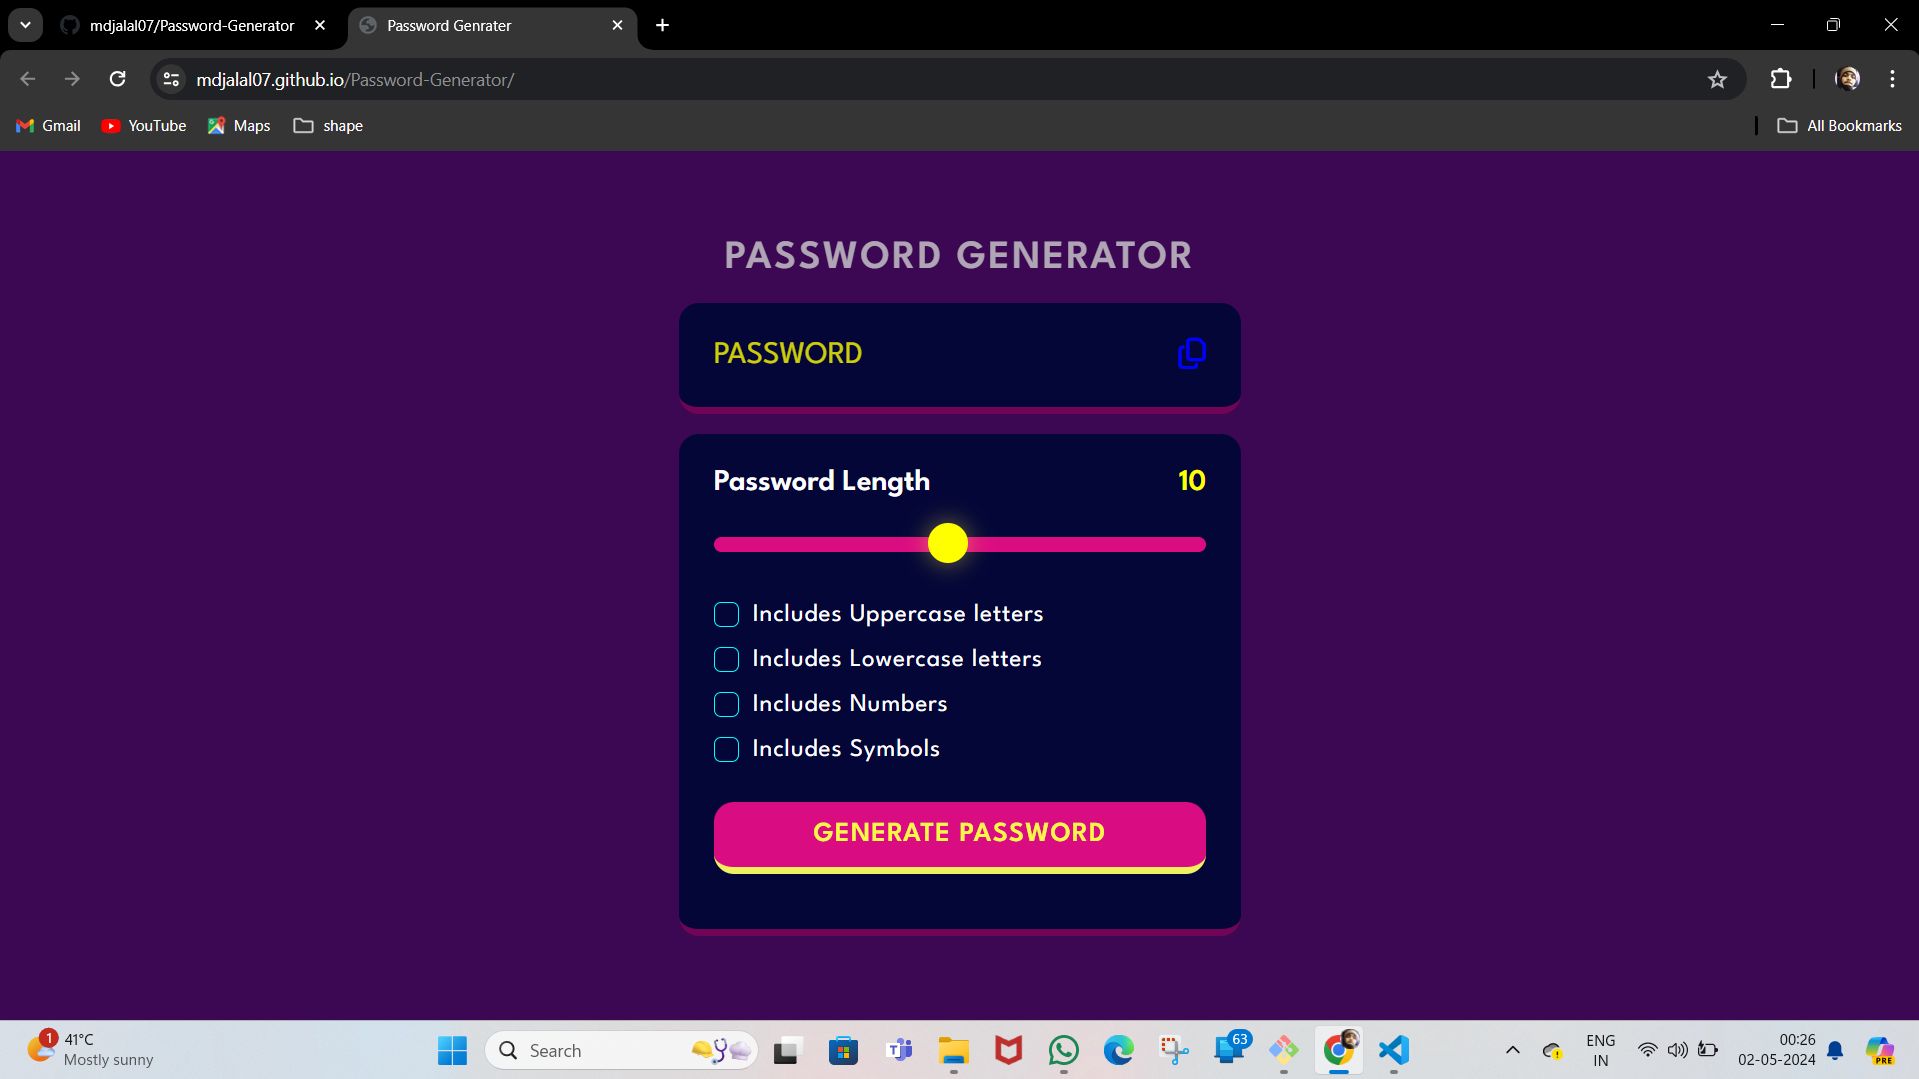 mdjalal07/Password-Generator
Password Genrater
mdjalal07.github.io/Password-Generator/
Gmail
YouTube
Maps
shape
All Bookmarks
PASSWORD GENERATOR
PASSWORD
Password Length
10
Includes Uppercase letters
Includes Lowercase letters
Includes Numbers
Includes Symbols
GENERATE PASSWORD
1
41°C
Mostly sunny
Search
63
ENG
IN
00:26
02-05-2024
PRE